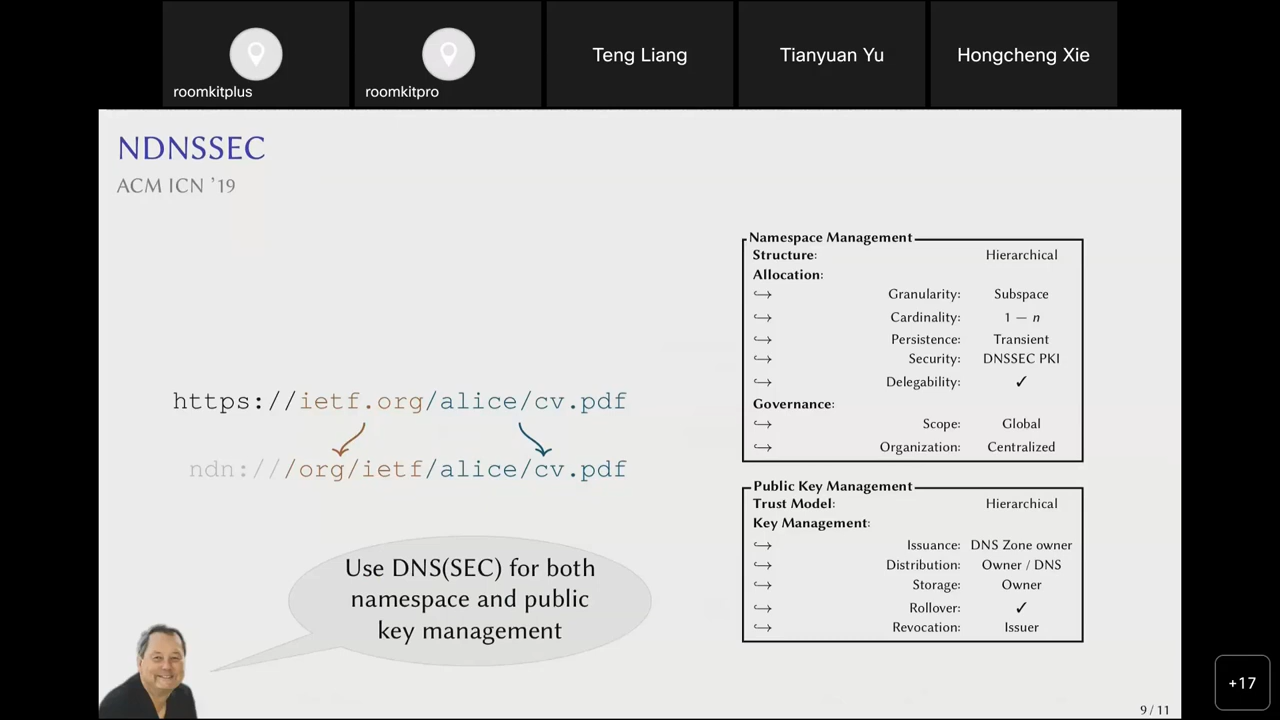 roomkitplus
roomkitpro
Teng Liang
Tianyuan Yu
Hongcheng Xie
NDNSSEC
ACM ICN ’19
https://ietf.org/alice/cv.pdf
ndn:///org/ietf/alice/cv.pdf
Use DNS(SEC) for both
namespace and public
key management
Namespace Management
Structure: Hierarchical
Allocation:
↪ Granularity: Subspace
↪ Cardinality: 1 − n
↪ Persistence: Transient
↪ Security: DNSSEC PKI
↪ Delegability: ✓
Governance:
↪ Scope: Global
↪ Organization: Centralized
Public Key Management
Trust Model: Hierarchical
Key Management:
↪ Issuance: DNS Zone owner
↪ Distribution: Owner / DNS
↪ Storage: Owner
↪ Rollover: ✓
↪ Revocation: Issuer
9 / 11
+17